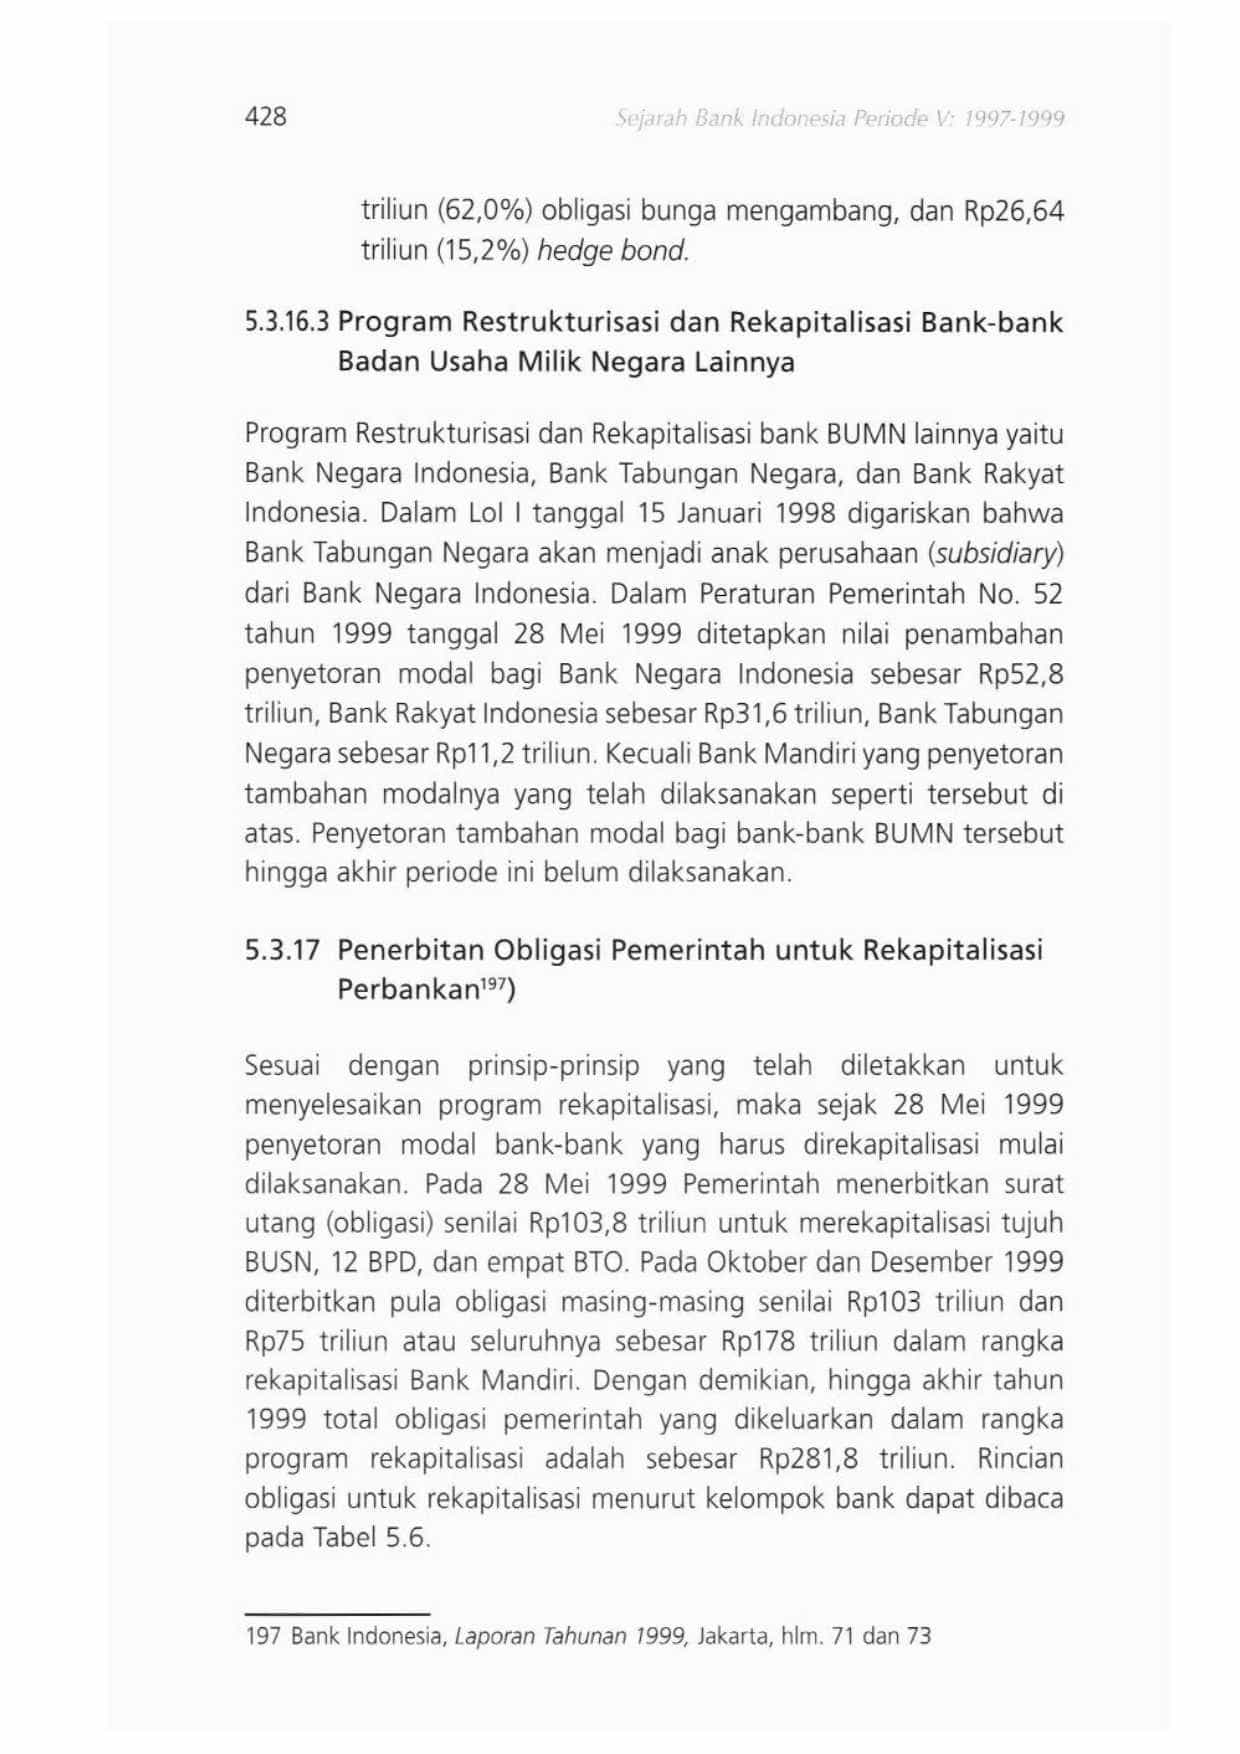 428
Sejarah Bank Indonesia Periode V: 1997-1999
triliun (62,0%) obligasi bunga mengambang, dan Rp26,64
triliun (15,2%) hedge bond.
5.3.16.3 Program Restrukturisasi dan Rekapitalisasi Bank-bank
Badan Usaha Milik Negara Lainnya
Program Restrukturisasi dan Rekapitalisasi bank BUMN lainnya yaitu
Bank Negara Indonesia, Bank Tabungan Negara, dan Bank Rakyat
Indonesia. Dalam LoI I tanggal 15 Januari 1998 digariskan bahwa
Bank Tabungan Negara akan menjadi anak perusahaan (subsidiary)
dari Bank Negara Indonesia. Dalam Peraturan Pemerintah No. 52
tahun 1999 tanggal 28 Mei 1999 ditetapkan nilai penambahan
penyetoran modal bagi Bank Negara Indonesia sebesar Rp52,8
triliun, Bank Rakyat Indonesia sebesar Rp31,6 triliun, Bank Tabungan
Negara sebesar Rp11,2 triliun. Kecuali Bank Mandiri yang penyetoran
tambahan modalnya yang telah dilaksanakan seperti tersebut di
atas. Penyetoran tambahan modal bagi bank-bank BUMN tersebut
hingga akhir periode ini belum dilaksanakan.
5.3.17 Penerbitan Obligasi Pemerintah untuk Rekapitalisasi
Perbankan¹⁹⁷)
Sesuai dengan prinsip-prinsip yang telah diletakkan untuk
menyelesaikan program rekapitalisasi, maka sejak 28 Mei 1999
penyetoran modal bank-bank yang harus direkapitalisasi mulai
dilaksanakan. Pada 28 Mei 1999 Pemerintah menerbitkan surat
utang (obligasi) senilai Rp103,8 triliun untuk merekapitalisasi tujuh
BUSN, 12 BPD, dan empat BTO. Pada Oktober dan Desember 1999
diterbitkan pula obligasi masing-masing senilai Rp103 triliun dan
Rp75 triliun atau seluruhnya sebesar Rp178 triliun dalam rangka
rekapitalisasi Bank Mandiri. Dengan demikian, hingga akhir tahun
1999 total obligasi pemerintah yang dikeluarkan dalam rangka
program rekapitalisasi adalah sebesar Rp281,8 triliun. Rincian
obligasi untuk rekapitalisasi menurut kelompok bank dapat dibaca
pada Tabel 5.6.
197 Bank Indonesia, Laporan Tahunan 1999, Jakarta, hlm. 71 dan 73